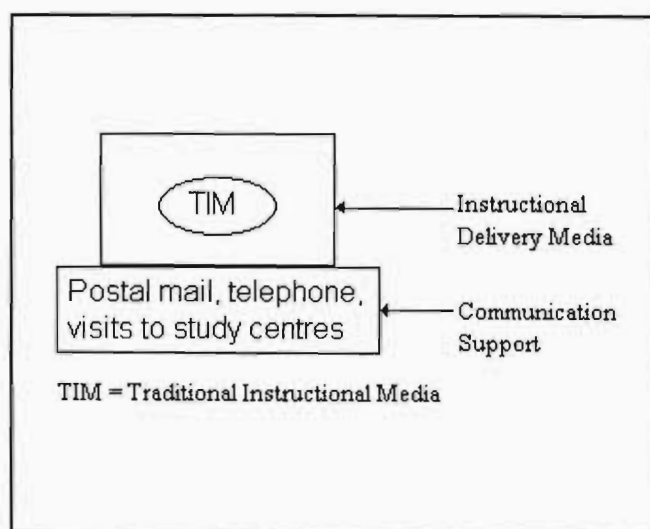 TIM
Instructional
Delivery Media
Postal mail, telephone,
visits to study centres
Communication
Support
TIM = Traditional Instructional Media